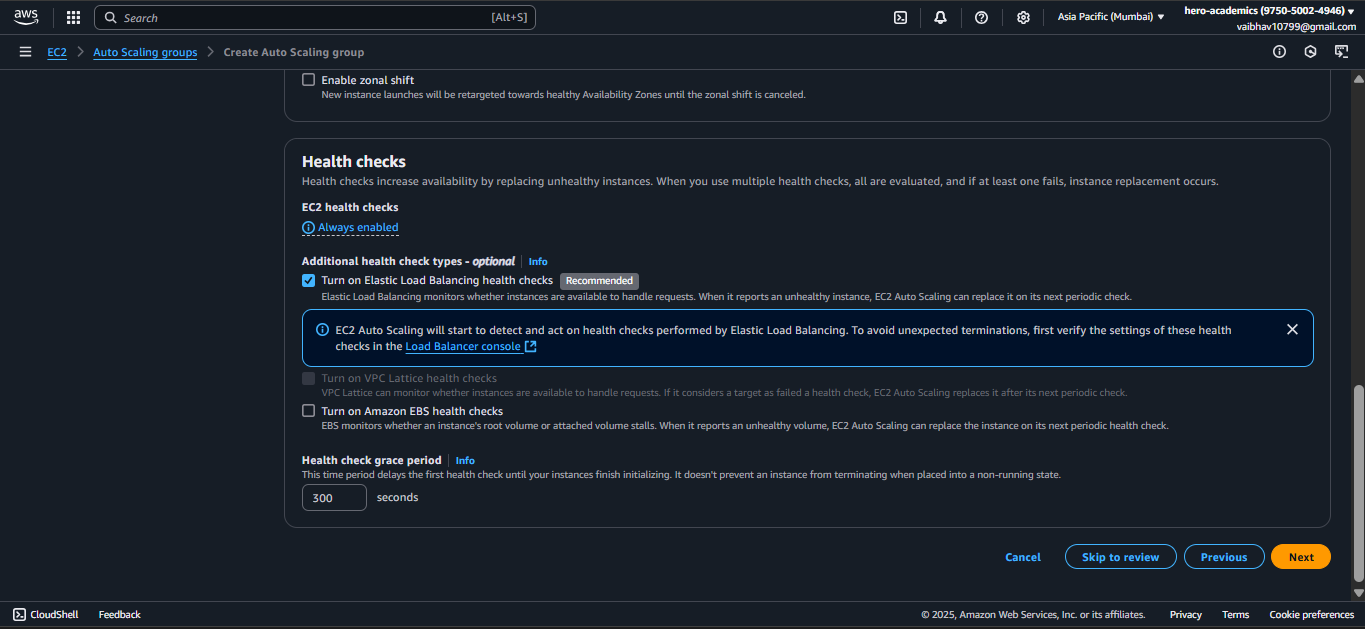 aws
Search
[Alt+S]
Asia Pacific (Mumbai)
hero-academics (9750-5002-4946)
vaibhav10799@gmail.com
EC2
Auto Scaling groups
Create Auto Scaling group
Enable zonal shift
New instance launches will be retargeted towards healthy Availability Zones until the zonal shift is canceled.
Health checks
Health checks increase availability by replacing unhealthy instances. When you use multiple health checks, all are evaluated, and if at least one fails, instance replacement occurs.
EC2 health checks
Always enabled
Additional health check types - optional Info
Turn on Elastic Load Balancing health checks Recommended
Elastic Load Balancing monitors whether instances are available to handle requests. When it reports an unhealthy instance, EC2 Auto Scaling can replace it on its next periodic check.
EC2 Auto Scaling will start to detect and act on health checks performed by Elastic Load Balancing. To avoid unexpected terminations, first verify the settings of these health
checks in the Load Balancer console
Turn on VPC Lattice health checks
VPC Lattice can monitor whether instances are available to handle requests. If it considers a target as failed a health check, EC2 Auto Scaling replaces it after its next periodic check.
Turn on Amazon EBS health checks
EBS monitors whether an instance's root volume or attached volume stalls. When it reports an unhealthy volume, EC2 Auto Scaling can replace the instance on its next periodic health check.
Health check grace period Info
This time period delays the first health check until your instances finish initializing. It doesn't prevent an instance from terminating when placed into a non-running state.
300 seconds
Cancel
Skip to review
Previous
Next
CloudShell
Feedback
© 2025, Amazon Web Services, Inc. or its affiliates.
Privacy
Terms
Cookie preferences